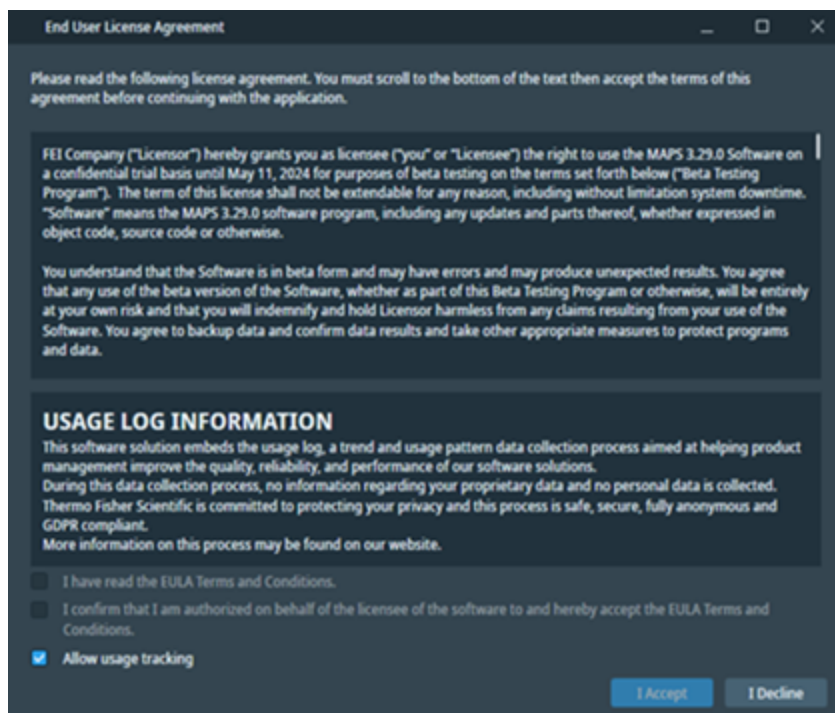 End User License Agreement
Please read the following license agreement. You must scroll to the bottom of the text then accept the terms of this
agreement before continuing with the application.
FEI Company ("Licensor") hereby grants you as licensee ("you" or "Licensee") the right to use the MAPS 3.29.0 Software on
a confidential trial basis until May 11, 2024 for purposes of beta testing on the terms set forth below ("Beta Testing
Program").  The term of this license shall not be extendable for any reason, including without limitation system downtime.
"Software" means the MAPS 3.29.0 software program, including any updates and parts thereof, whether expressed in
object code, source code or otherwise.
You understand that the Software is in beta form and may have errors and may produce unexpected results. You agree
that any use of the beta version of the Software, whether as part of this Beta Testing Program or otherwise, will be entirely
at your own risk and that you will indemnify and hold Licensor harmless from any claims resulting from your use of the
Software. You agree to backup data and confirm data results and take other appropriate measures to protect programs
and data.
USAGE LOG INFORMATION
This software solution embeds the usage log, a trend and usage pattern data collection process aimed at helping product
management improve the quality, reliability, and performance of our software solutions.
During this data collection process, no information regarding your proprietary data and no personal data is collected.
Thermo Fisher Scientific is committed to protecting your privacy and this process is safe, secure, fully anonymous and
GDPR compliant.
More information on this process may be found on our website.
I have read the EULA Terms and Conditions.
I confirm that I am authorized on behalf of the licensee of the software to and hereby accept the EULA Terms and
Conditions.
Allow usage tracking
I Accept
I Decline